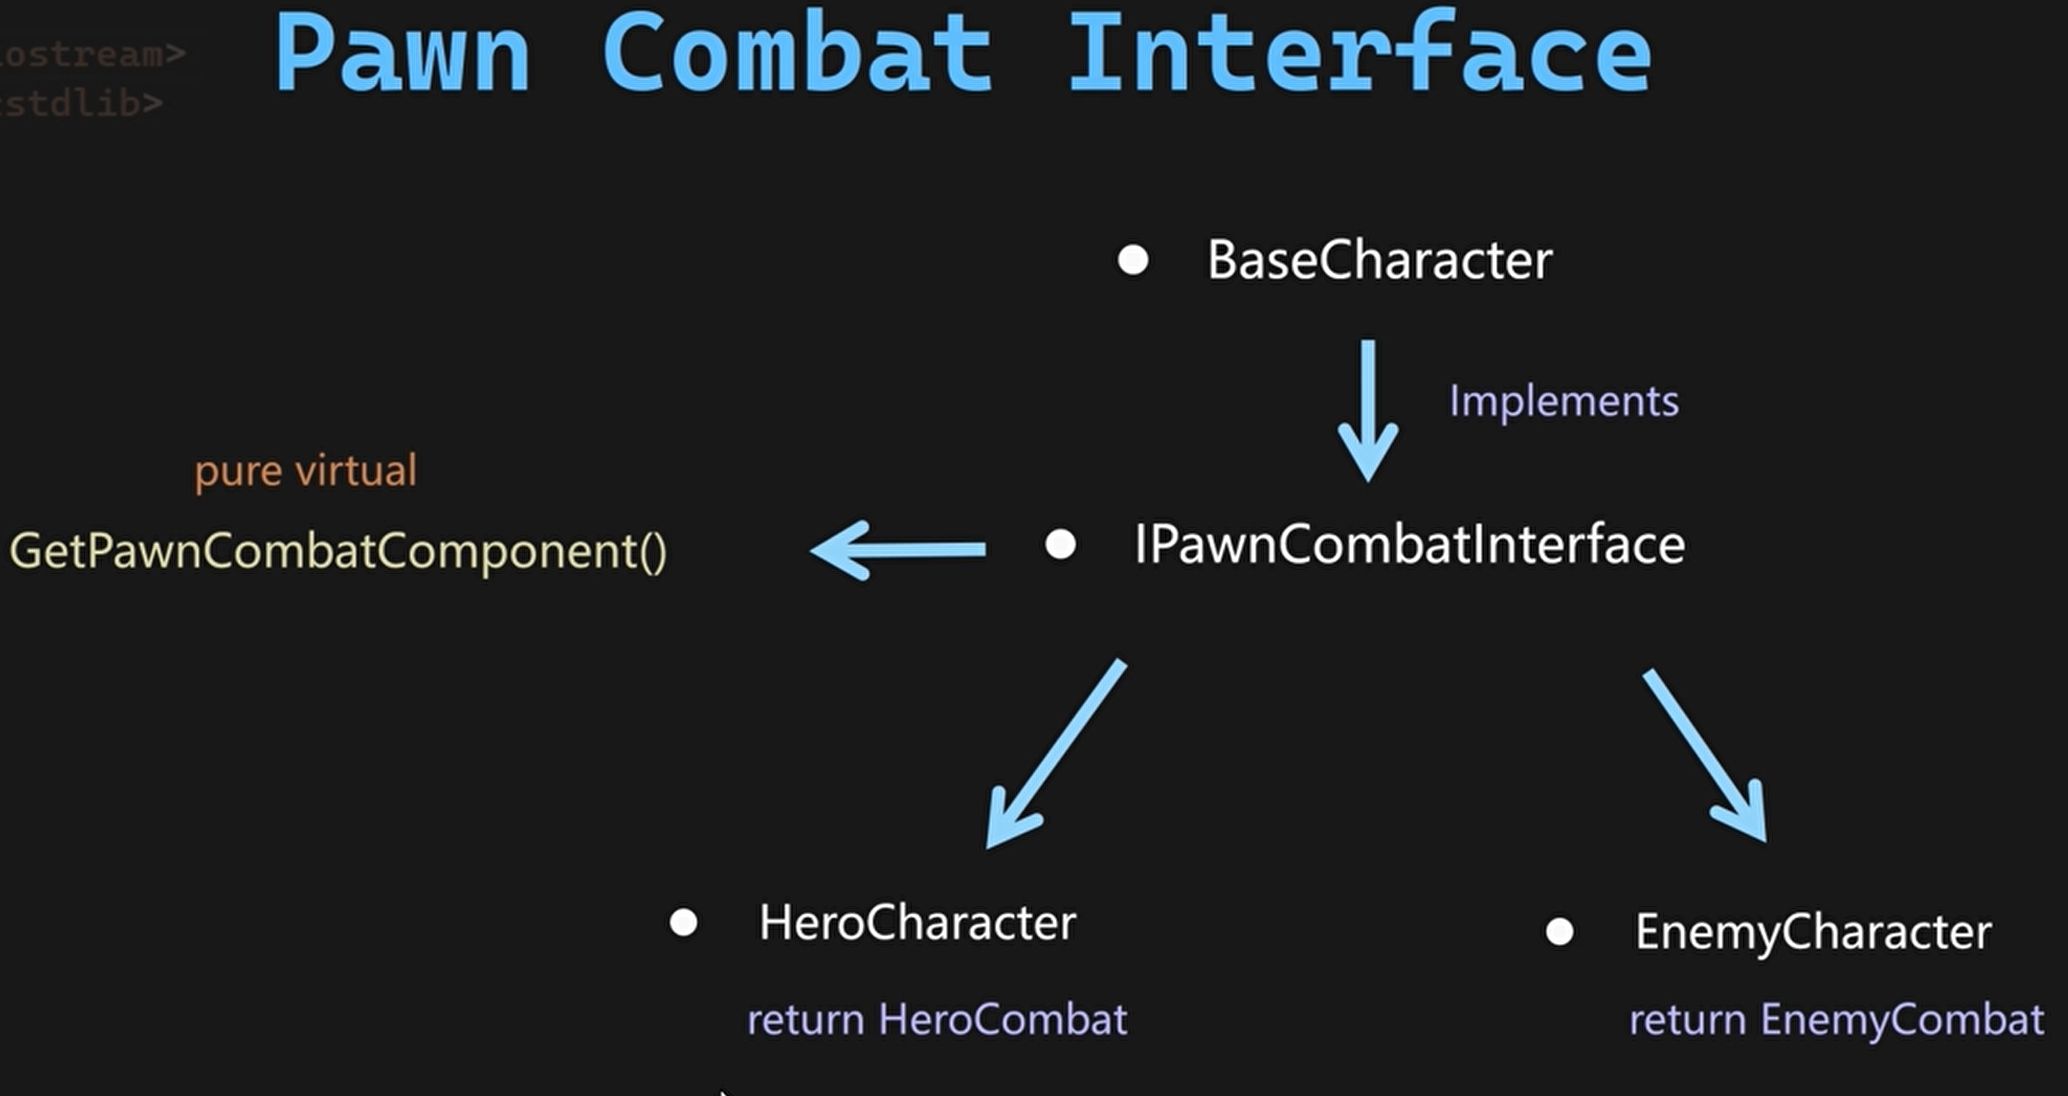 Pawn Combat Interface
ostream>
stdlib>
BaseCharacter
Implements
pure virtual
GetPawnCombatComponent()
IPawnCombatInterface
HeroCharacter
EnemyCharacter
return HeroCombat
return EnemyCombat